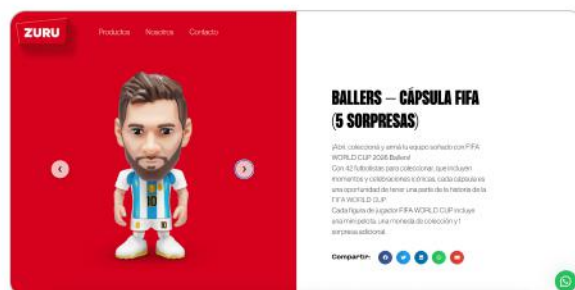 ZURU
Productos Nosotros Contacto
BALLERS – CÁPSULA FIFA
(5 SORPRESAS)
¡Abrí, coleccioná y armá tu equipo soñado con FIFA
WORLD CUP 2026 Ballers!
Con 42 futbolistas para coleccionar, que incluyen
momentos y celebraciones icónicas, cada cápsula es
una oportunidad de tener una parte de la historia de la
FIFA WORLD CUP.
Cada figura de jugador FIFA WORLD CUP incluye
una mini pelota, una moneda de colección y 1
sorpresa adicional.
10
Compartir: